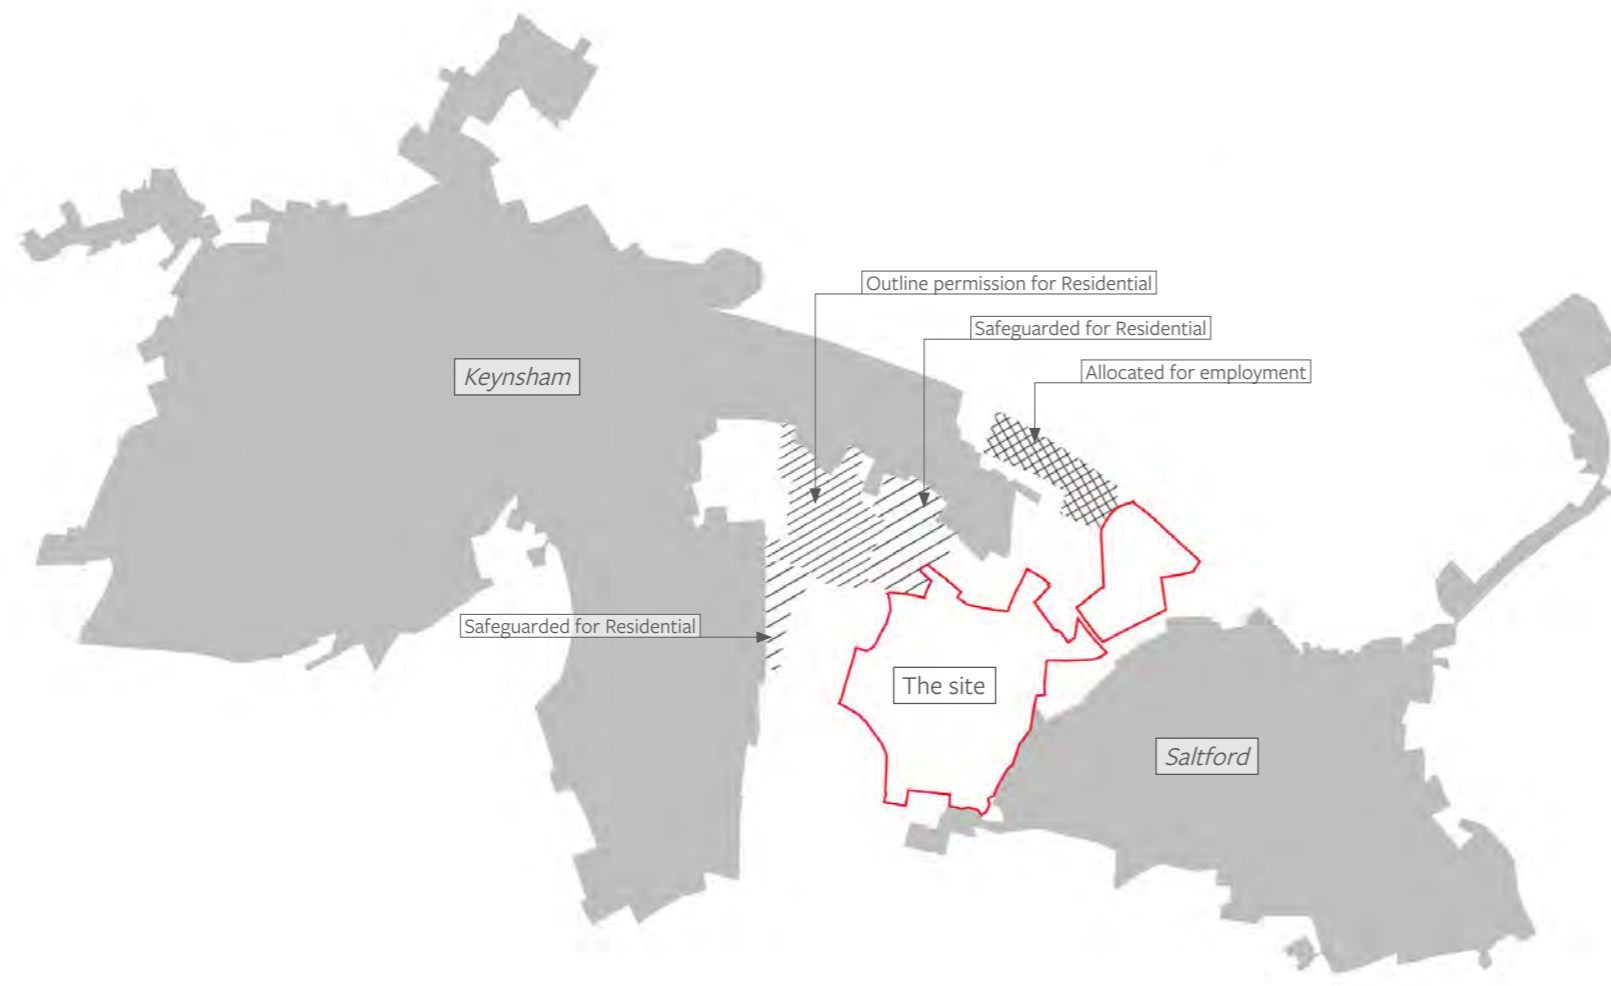 Outline permission for Residential
Safeguarded for Residential
Allocated for employment
Keynsham
Safeguarded for Residential
The site
Saltford